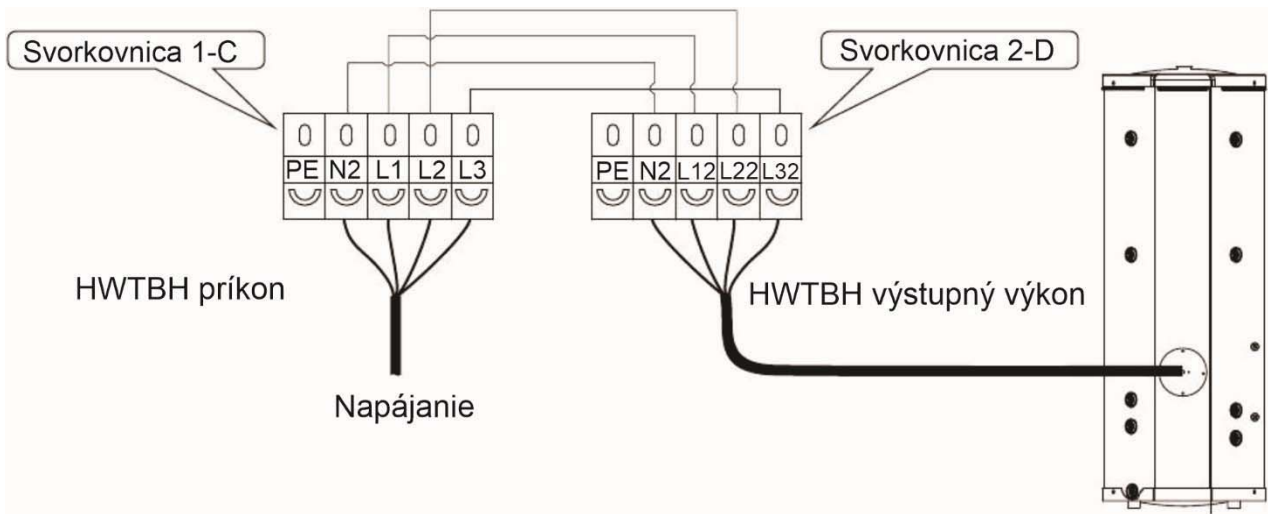 Svorkovnica 1-C
Svorkovnica 2-D
PE N2 L1 L2 L3
PE N2 L12 L22 L32
HWTBH príkon
HWTBH výstupný výkon
Napájanie